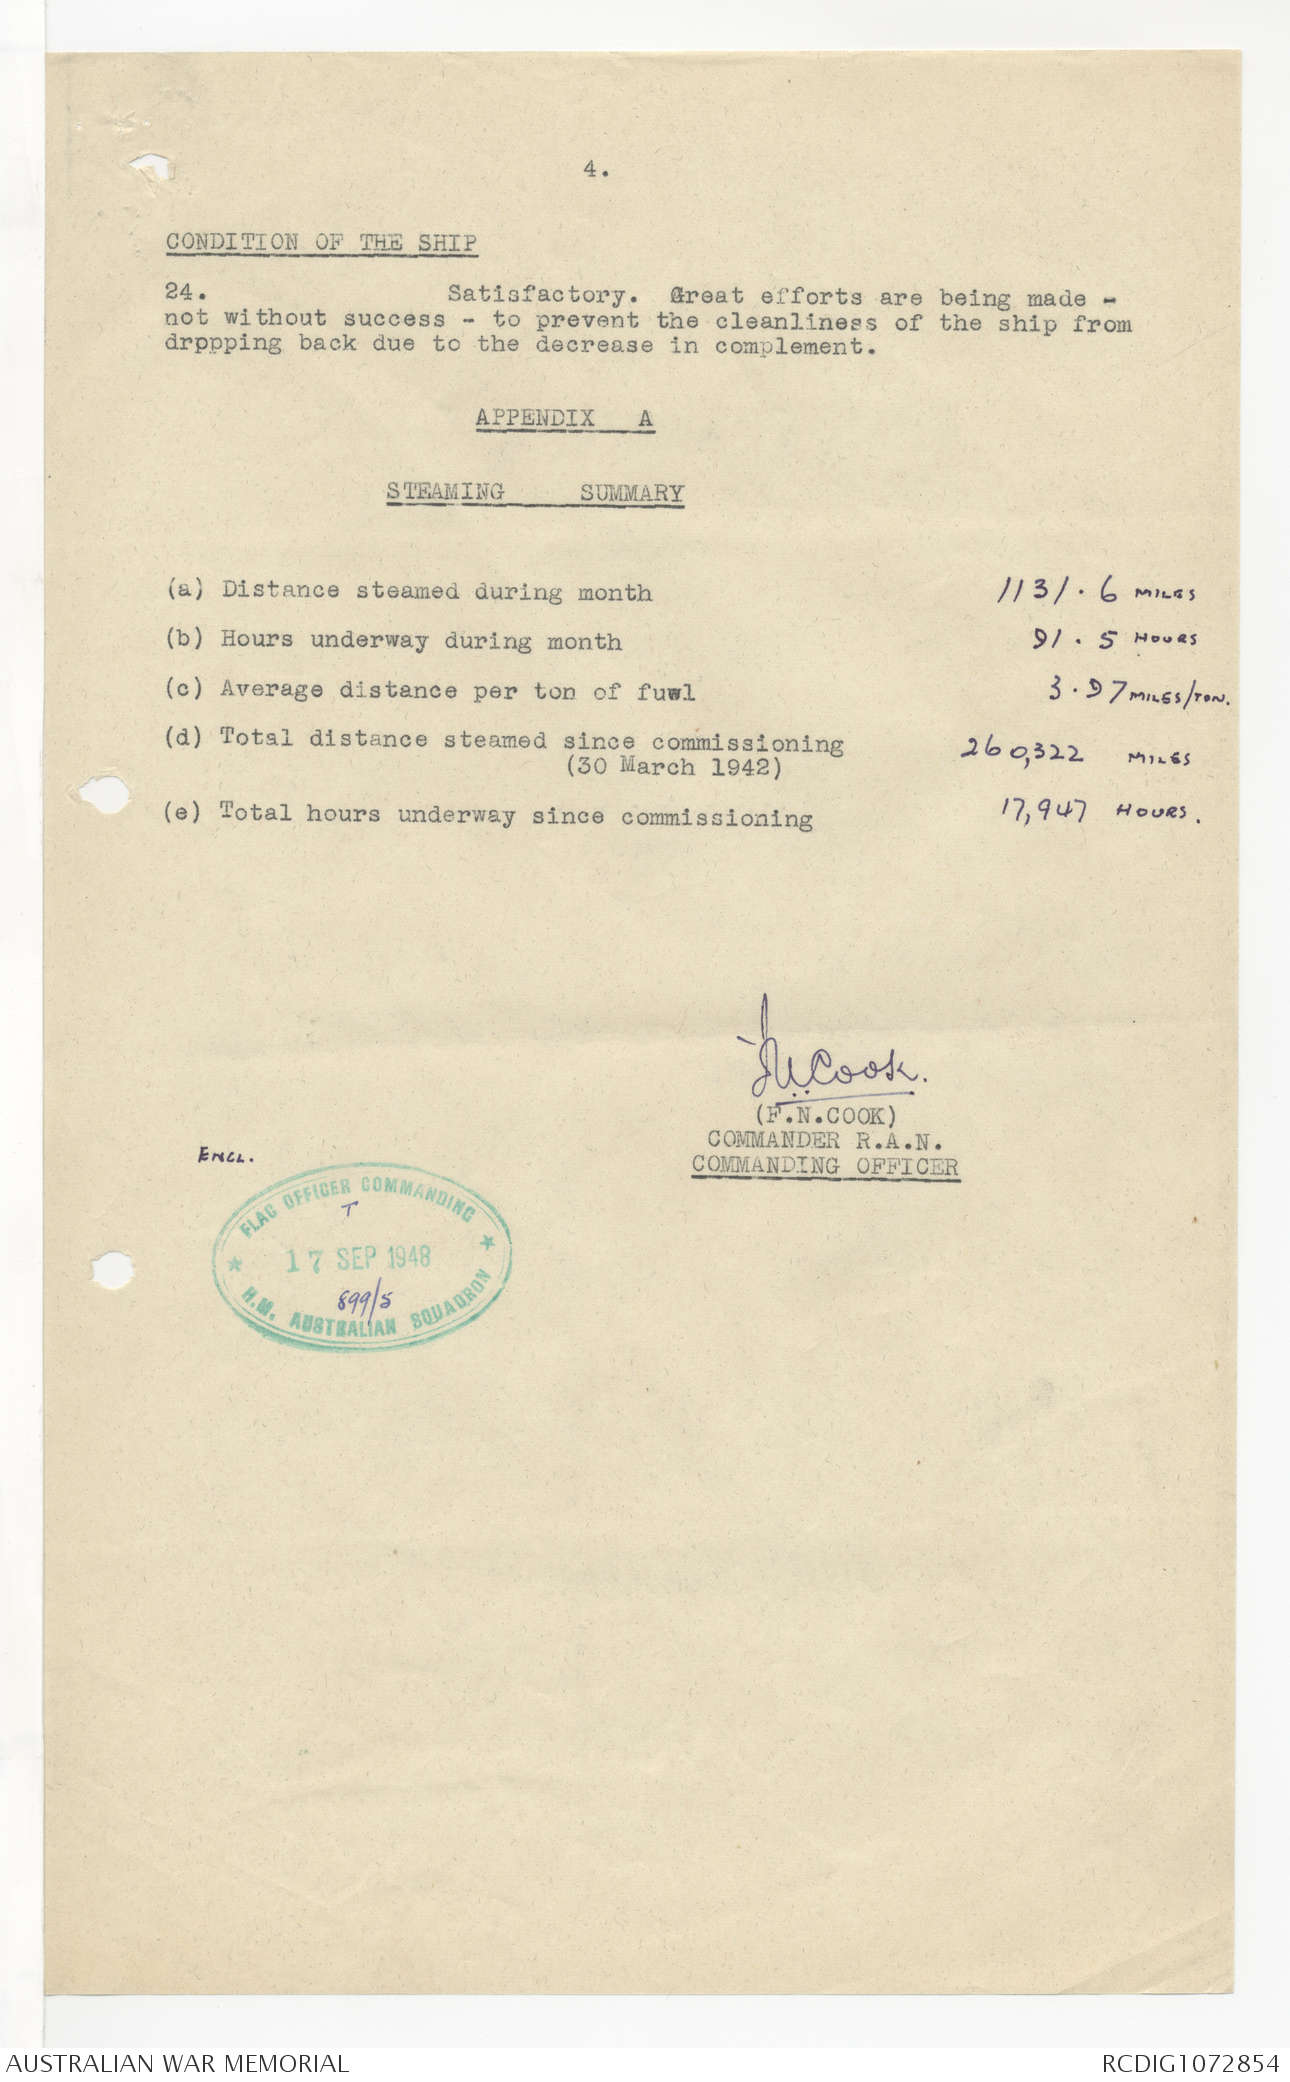 4.
CONDITION OF THE SHIP
24. Satisfactory. Great efforts are being made -
not without success - to prevent the cleanliness of the ship from
drppping back due to the decrease in complement.
APPENDIX A
STEAMING SUMMARY
(a) Distance steamed during month 1131.6 MILES
(b) Hours underway during month 91.5 HOURS
(c) Average distance per ton of fuwl 3.97 MILES/TON.
(d) Total distance steamed since commissioning 260,322 MILES
(30 March 1942)
(e) Total hours underway since commissioning 17,947 HOURS.
F.N.Cook.
(F.N.COOK)
COMMANDER R.A.N.
COMMANDING OFFICER
ENCL.
FLAG OFFICER COMMANDING
T
17 SEP 1948
899/5
H.M. AUSTRALIAN SQUADRON
AUSTRALIAN WAR MEMORIAL RCDIG1072854